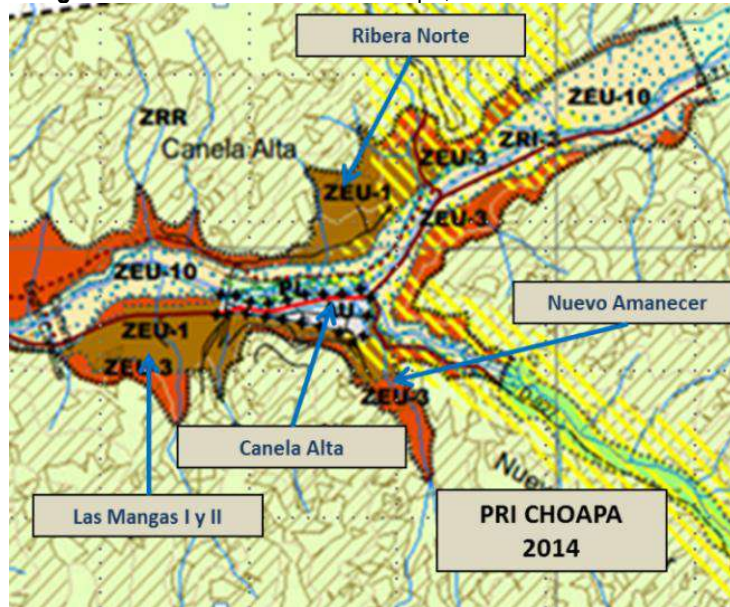 Ribera Norte
ZEU-10
ZRR
ZEU-3
ZRI-3
Canela Alta
ZEU-1
ZEU-3
ZEU-10
Nuevo Amanecer
ZEU-1
ZEU-3
ZEU-3
Canela Alta
Las Mangas I y II
PRI CHOAPA
2014